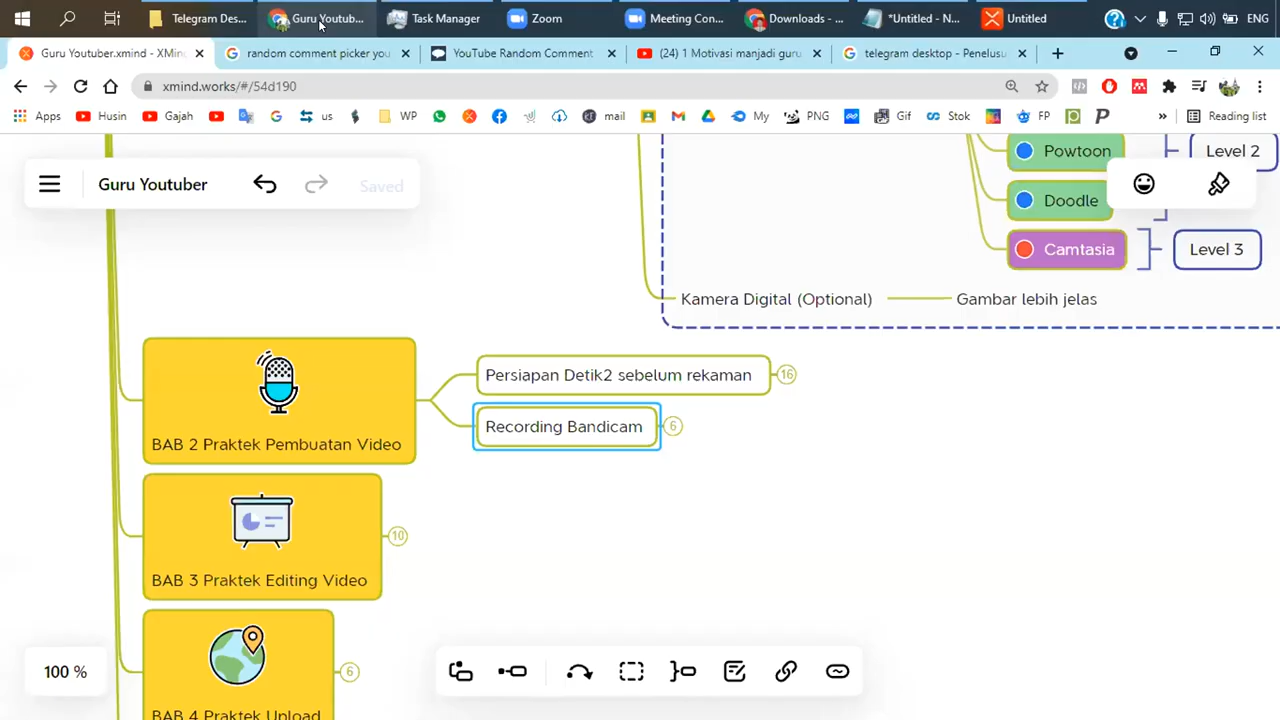 Telegram Des...
Guru Youtub...
Task Manager
Zoom
Meeting Con...
Downloads - ...
*Untitled - N...
Untitled
ENG
Guru Youtuber.xmind - XMin
random comment picker you
YouTube Random Comment
(24) 1 Motivasi menjadi guru
telegram desktop - Penelusu
xmind.works/#/54d190
Apps
Husin
Gajah
us
WP
mail
My
PNG
Gif
Stok
FP
Reading list
Guru Youtuber
Saved
Powtoon
Level 2
Doodle
Camtasia
Level 3
Kamera Digital (Optional)
Gambar lebih jelas
Persiapan Detik2 sebelum rekaman
16
Recording Bandicam
6
BAB 2 Praktek Pembuatan Video
10
BAB 3 Praktek Editing Video
6
BAB 4 Praktek Upload
100 %